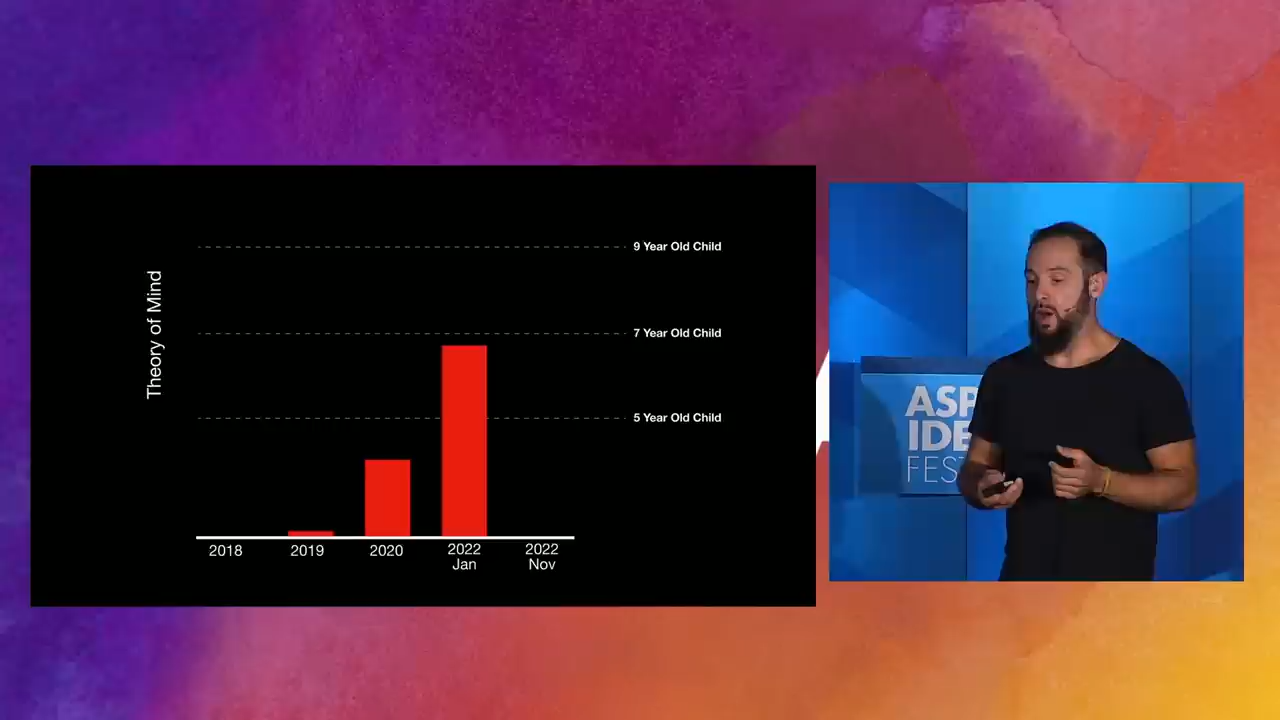 Theory of Mind
9 Year Old Child
7 Year Old Child
5 Year Old Child
2018
2019
2020
2022
Jan
2022
Nov
ASP
IDE
FES